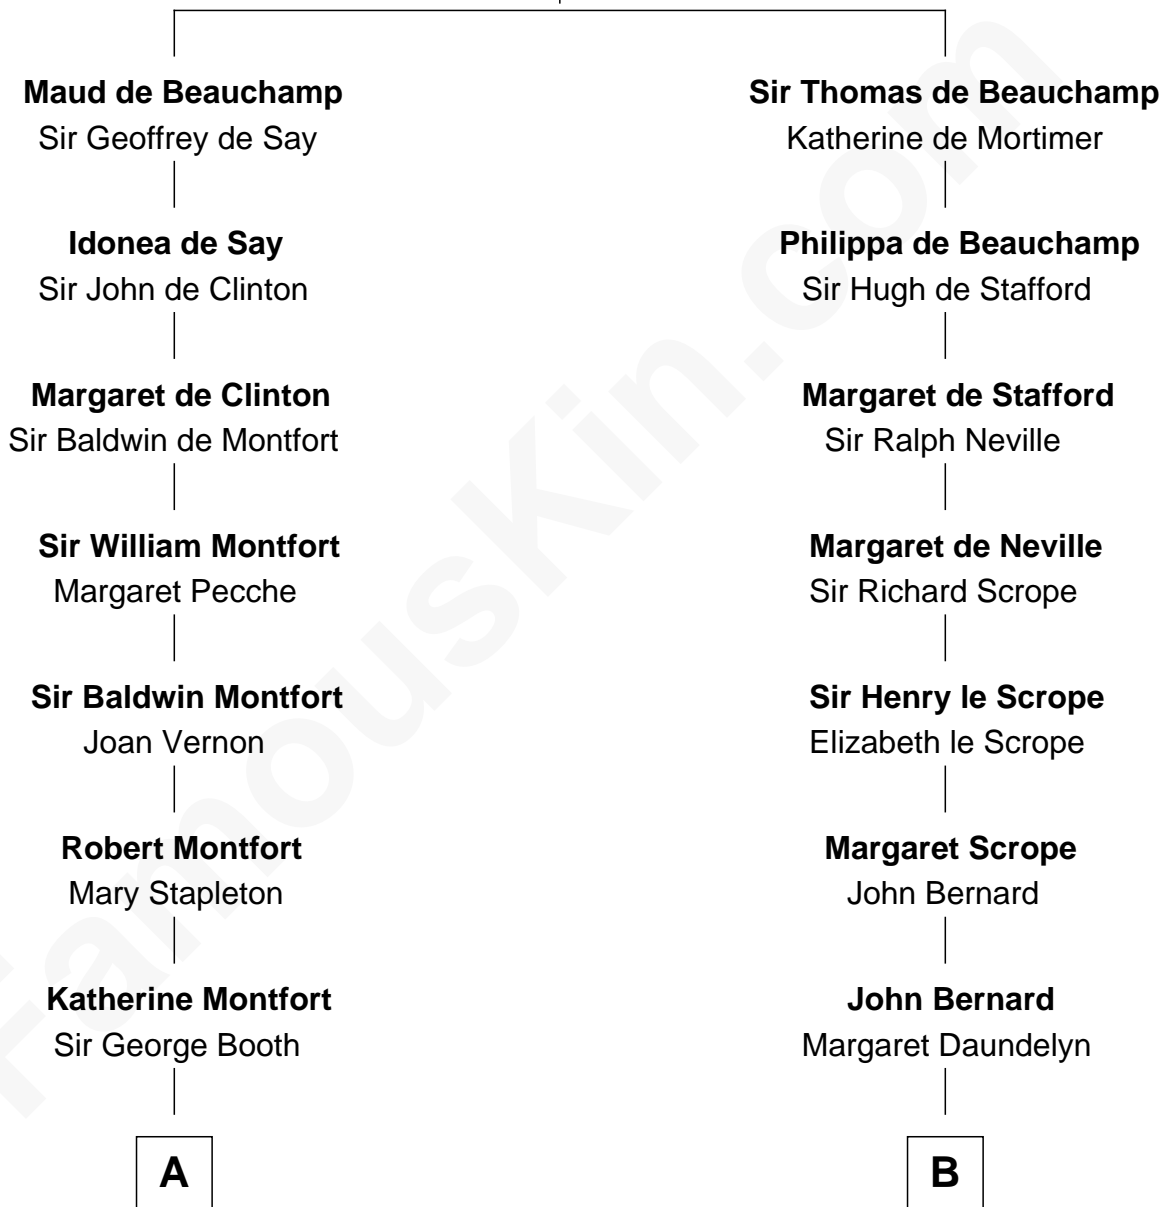 Maud de Beauchamp
Sir Geoffrey de Say
Idonea de Say
Sir John de Clinton
Margaret de Clinton
Sir Baldwin de Montfort
Sir William Montfort
Margaret Pecche
Sir Baldwin Montfort
Joan Vernon
Robert Montfort
Mary Stapleton
Katherine Montfort
Sir George Booth
A
Sir Thomas de Beauchamp
Katherine de Mortimer
Philippa de Beauchamp
Sir Hugh de Stafford
Margaret de Stafford
Sir Ralph Neville
Margaret de Neville
Sir Richard Scrope
Sir Henry le Scrope
Elizabeth le Scrope
Margaret Scrope
John Bernard
John Bernard
Margaret Daundelyn
B
FamousKin.com